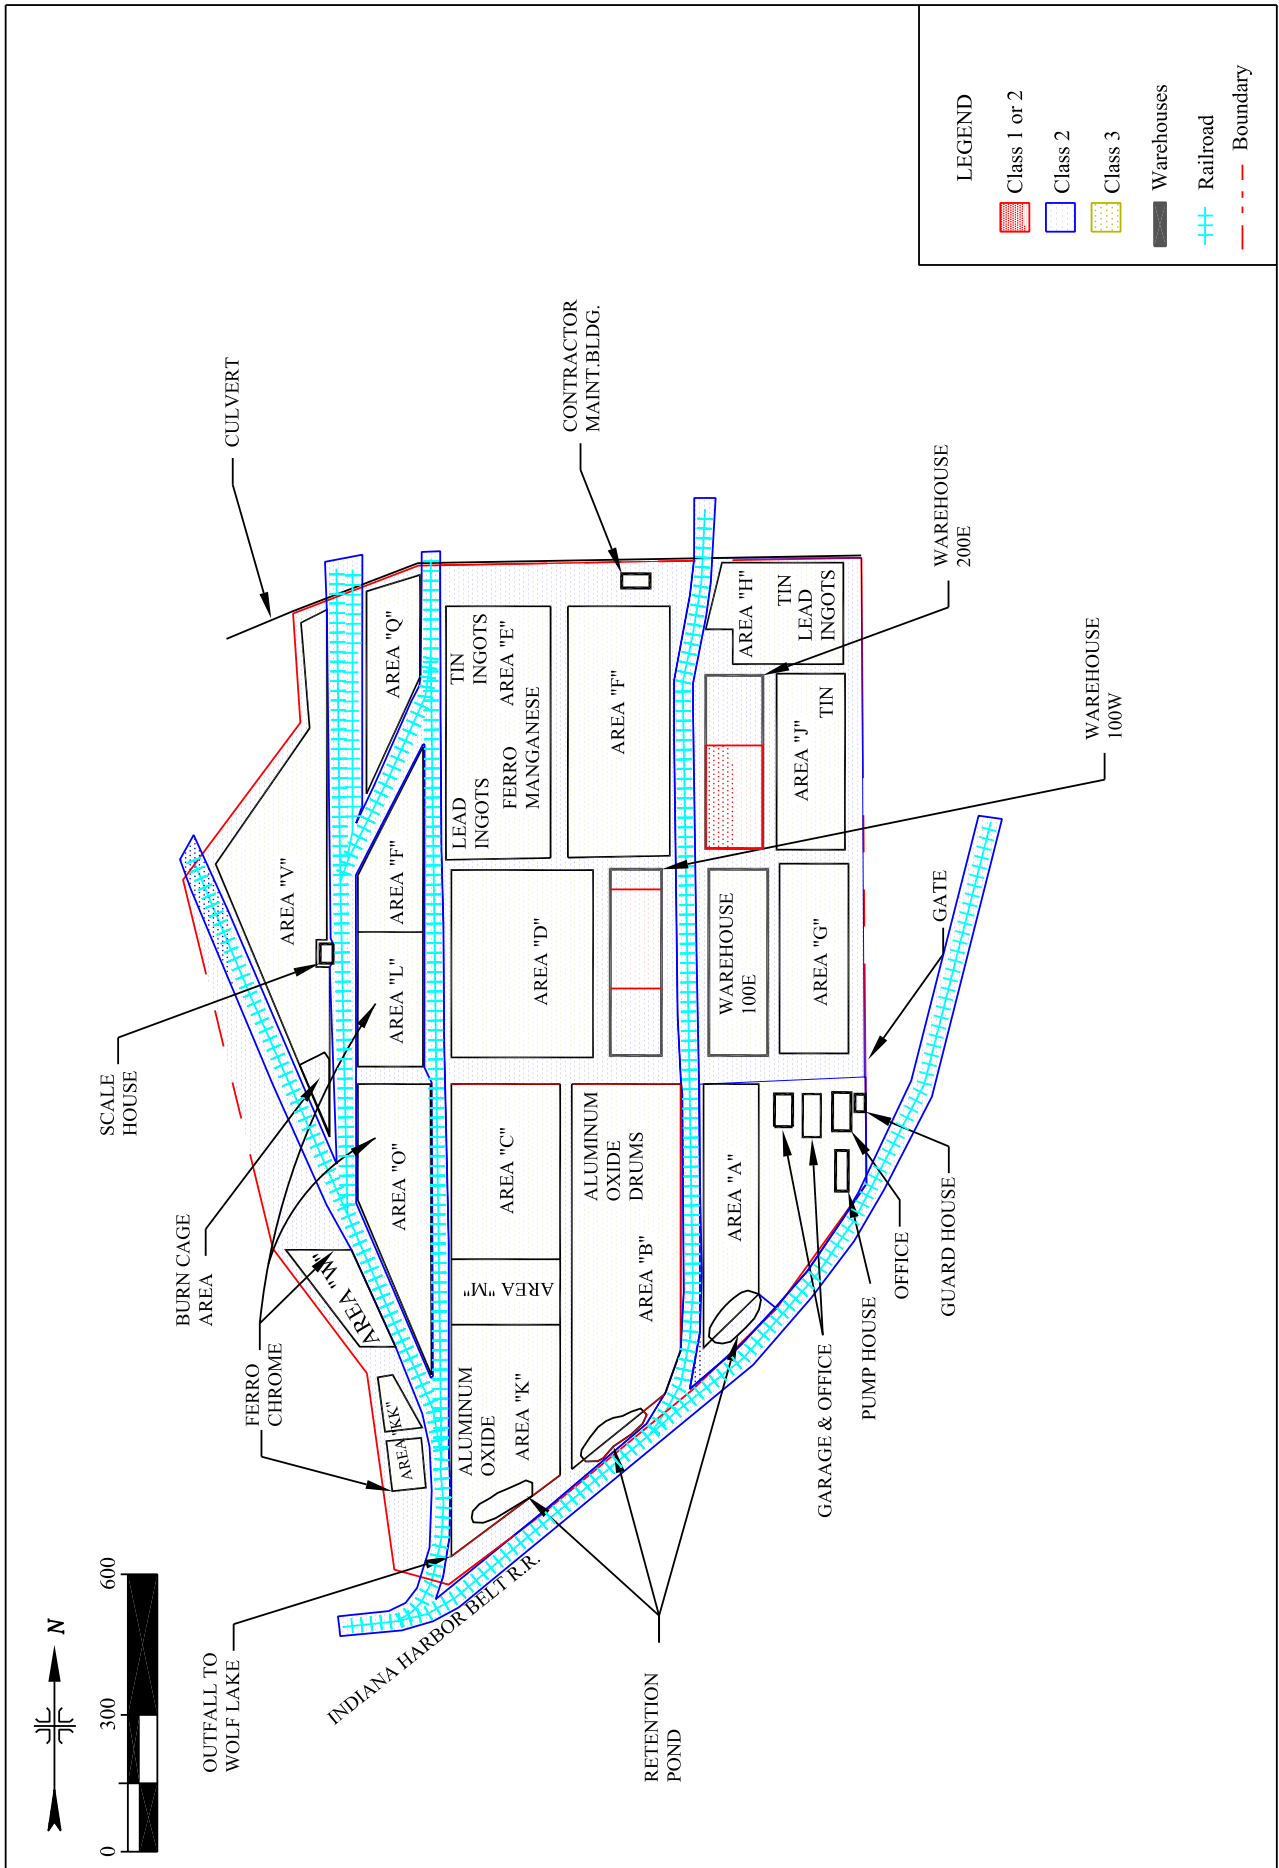 LEGEND
Class 1 or 2
Class 2
Class 3
Warehouses
Railroad
Boundary
CULVERT
CONTRACTOR
MAINT.BLDG.
WAREHOUSE
200E
WAREHOUSE
100W
GATE
SCALE
HOUSE
BURN CAGE
AREA
FERRO
CHROME
OUTFALL TO
WOLF LAKE
INDIANA HARBOR BELT R.R.
RETENTION
POND
GARAGE & OFFICE
PUMP HOUSE
OFFICE
GUARD HOUSE
AREA "V"
AREA "Q"
AREA "F"
AREA "L"
AREA "O"
AREA "W"
AREA "KK"
TIN
INGOTS
AREA "E"
LEAD
INGOTS
FERRO
MANGANESE
AREA "F"
AREA "D"
AREA "C"
AREA "M"
ALUMINUM
OXIDE
AREA "K"
ALUMINUM
OXIDE
DRUMS
AREA "B"
AREA "H"
TIN
LEAD
INGOTS
AREA "J"
TIN
WAREHOUSE
100E
AREA "G"
AREA "A"
N
0
300
600